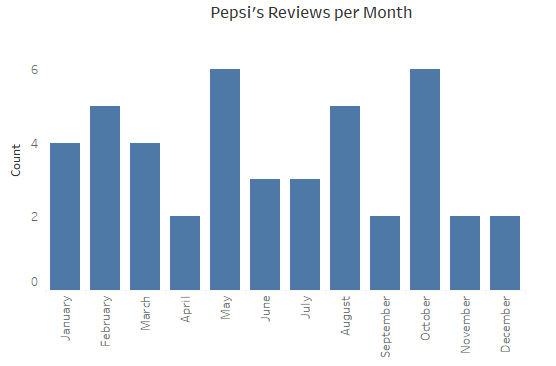 Pepsi's Reviews per Month
Count
6
4
2
0
January
February
March
April
May
June
July
August
September
October
November
December